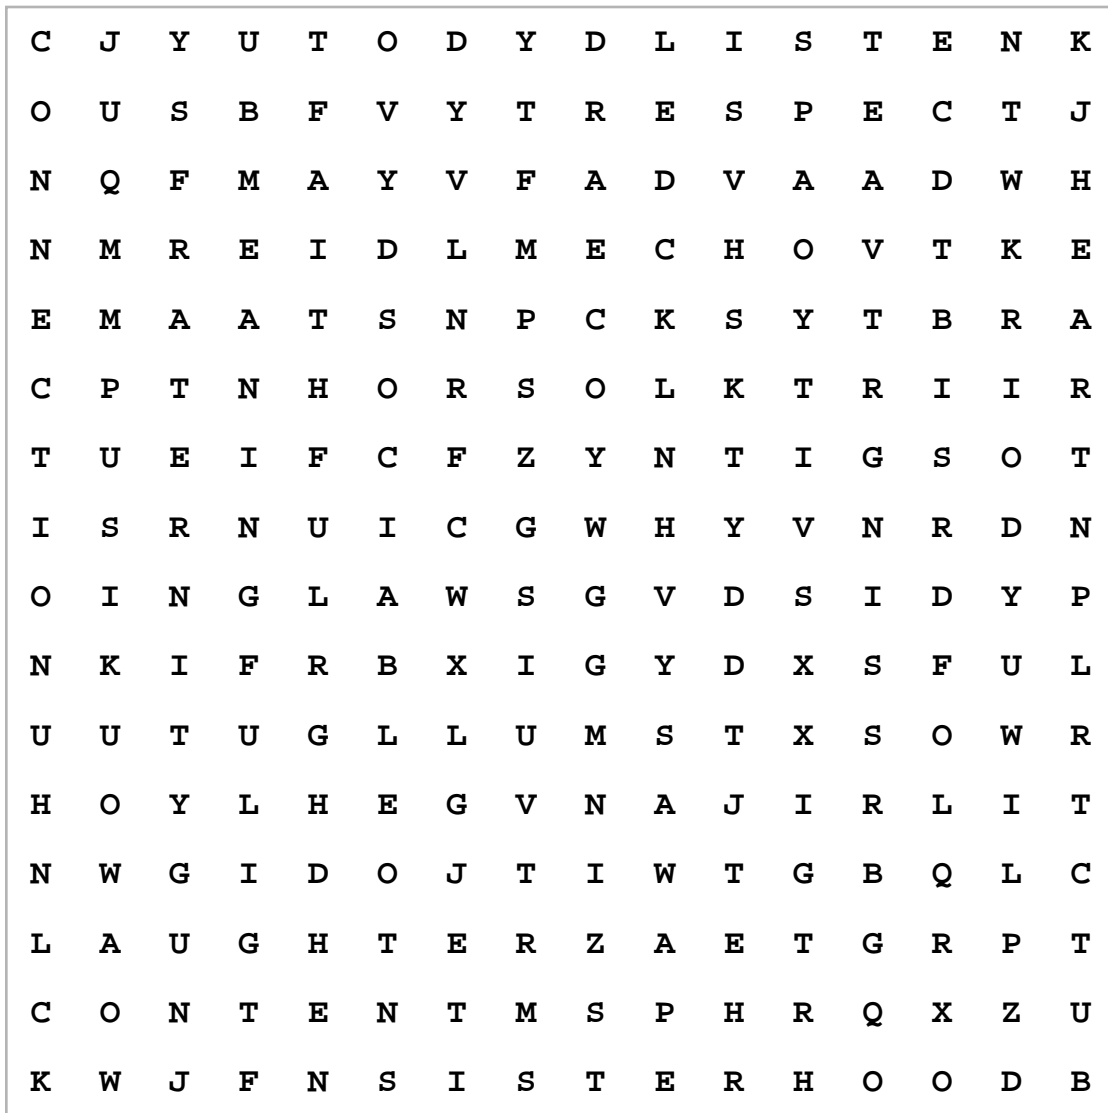 C J Y U T O D Y D L I S T E N K
O U S B F V Y T R E S P E C T J
N Q F M A Y V F A D V A A D W H
N M R E I D L M E C H O V T K E
E M A A T S N P C K S Y T B R A
C P T N H O R S O L K T R I I R
T U E I F C F Z Y N T I G S O T
I S R N U I C G W H Y V N R D N
O I N G L A W S G V D S I D Y P
N K I F R B X I G Y D X S F U L
U U T U G L L U M S T X S O W R
H O Y L H E G V N A J I R L I T
N W G I D O J T I W T G B Q L C
L A U G H T E R Z A E T G R P T
C O N T E N T M S P H R Q X Z U
K W J F N S I S T E R H O O D B